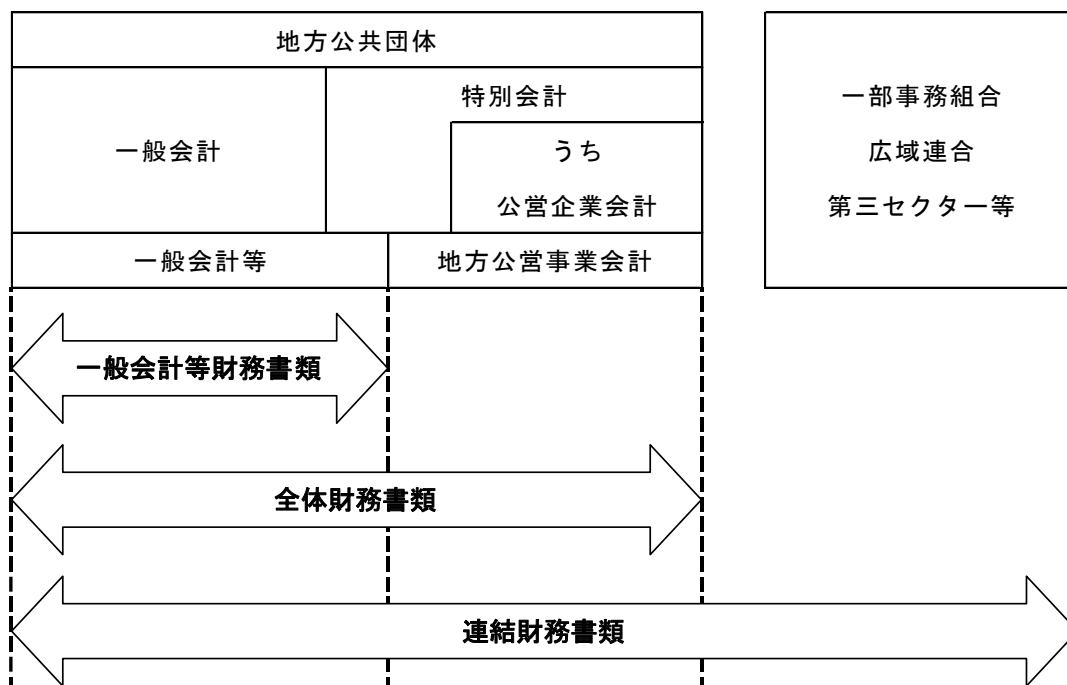 地方公共団体
一般会計
特別会計
うち
公営企業会計
一部事務組合
広域連合
第三セクター等
一般会計等
地方公営事業会計
一般会計等財務書類
全体財務書類
連結財務書類